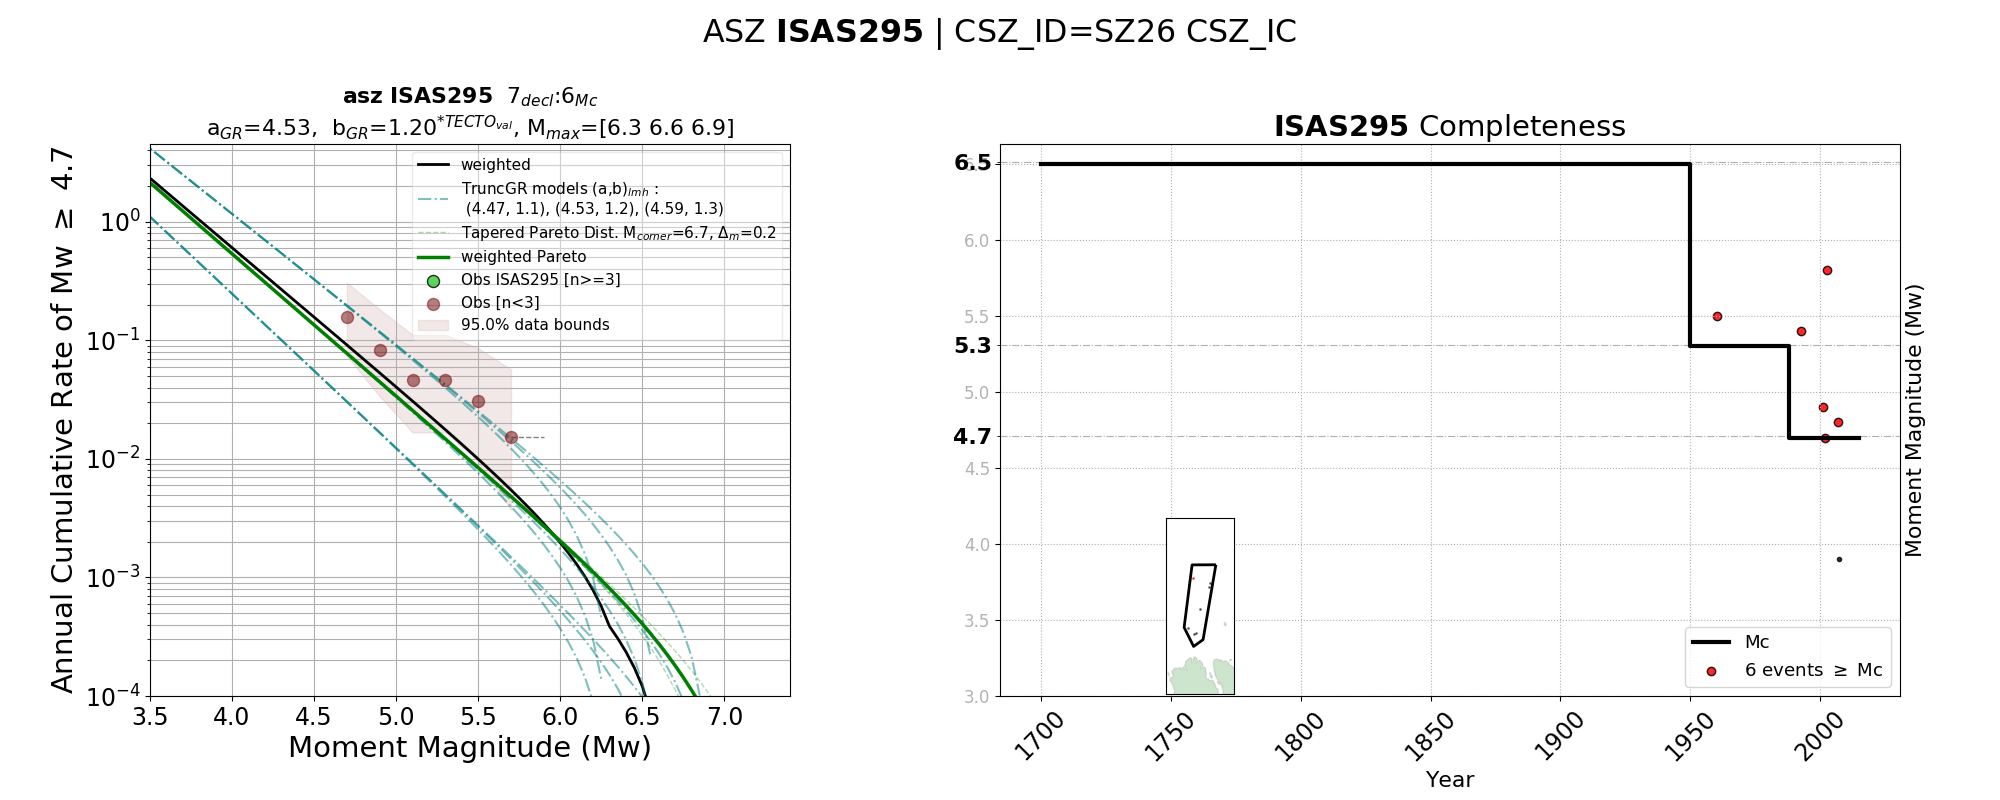 ASZ ISAS295 | CSZ_ID=SZ26 CSZ_IC
asz ISAS295 7decl:6Mc
aGR=4.53, bGR=1.20*TECTOval, Mmax=[6.3 6.6 6.9]
Annual Cumulative Rate of Mw ≥ 4.7
10^0
10^-1
10^-2
10^-3
10^-4
weighted
TruncGR models (a,b)lmh :
(4.47, 1.1), (4.53, 1.2), (4.59, 1.3)
Tapered Pareto Dist. Mcorner=6.7, Δm=0.2
weighted Pareto
Obs ISAS295 [n>=3]
Obs [n<3]
95.0% data bounds
3.5 4.0 4.5 5.0 5.5 6.0 6.5 7.0
Moment Magnitude (Mw)
ISAS295 Completeness
6.5
6.0
5.5
5.3
5.0
4.7
4.5
4.0
3.5
3.0
Moment Magnitude (Mw)
Mc
6 events ≥ Mc
1700 1750 1800 1850 1900 1950 2000
Year